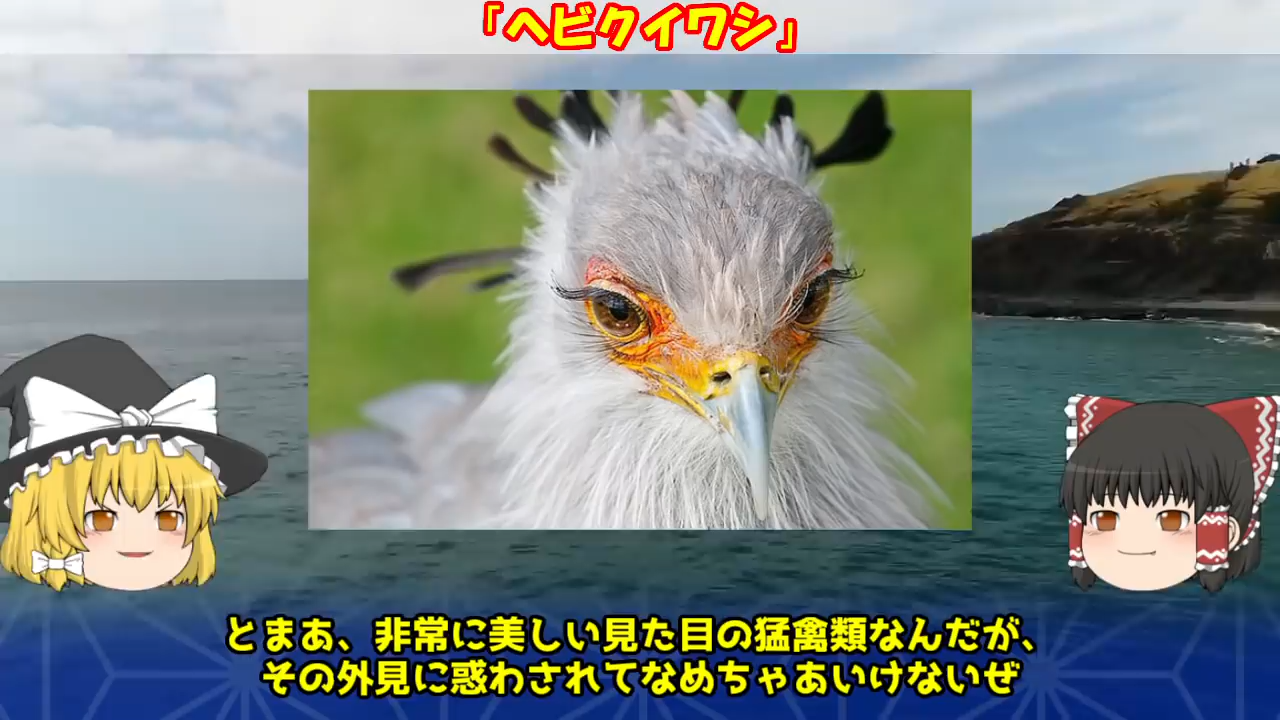 「ヘビクイワシ」
とまあ、非常に美しい見た目の猛禽類なんだが、
その外見に惑わされてなめちゃあいけないぜ